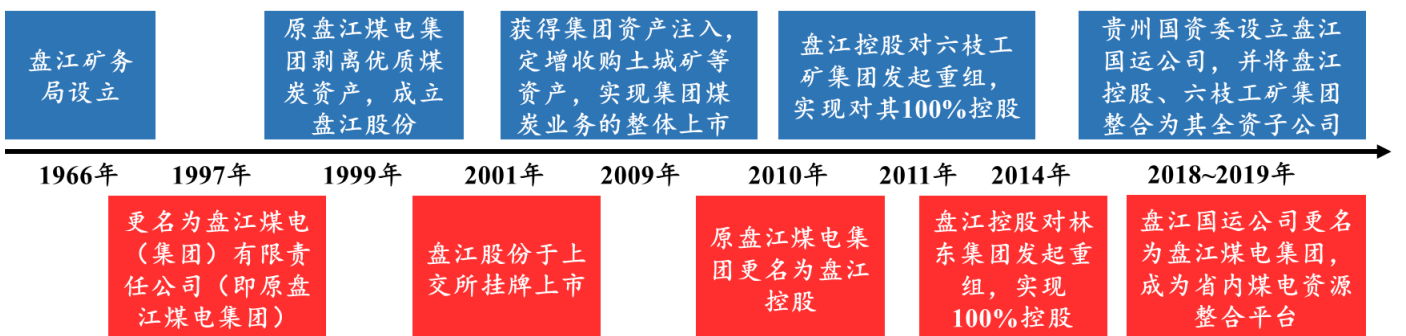 盘江矿务
局设立
原盘江煤电集
团剥离优质煤
炭资产，成立
盘江股份
获得集团资产注入，
定增收购土城矿等
资产，实现集团煤
炭业务的整体上市
盘江控股对六枝工
矿集团发起重组，
实现对其100%控股
贵州国资委设立盘江
国运公司，并将盘江
控股、六枝工矿集团
整合为其全资子公司
1966年
1997年
1999年
2001年
2009年
2010年
2011年
2014年
2018~2019年
更名为盘江煤电
（集团）有限责
任公司（即原盘
江煤电集团）
盘江股份于上
交所挂牌上市
原盘江煤电集
团更名为盘江
控股
盘江控股对林
东集团发起重
组，实现
100%控股
盘江国运公司更名
为盘江煤电集团，
成为省内煤电资源
整合平台